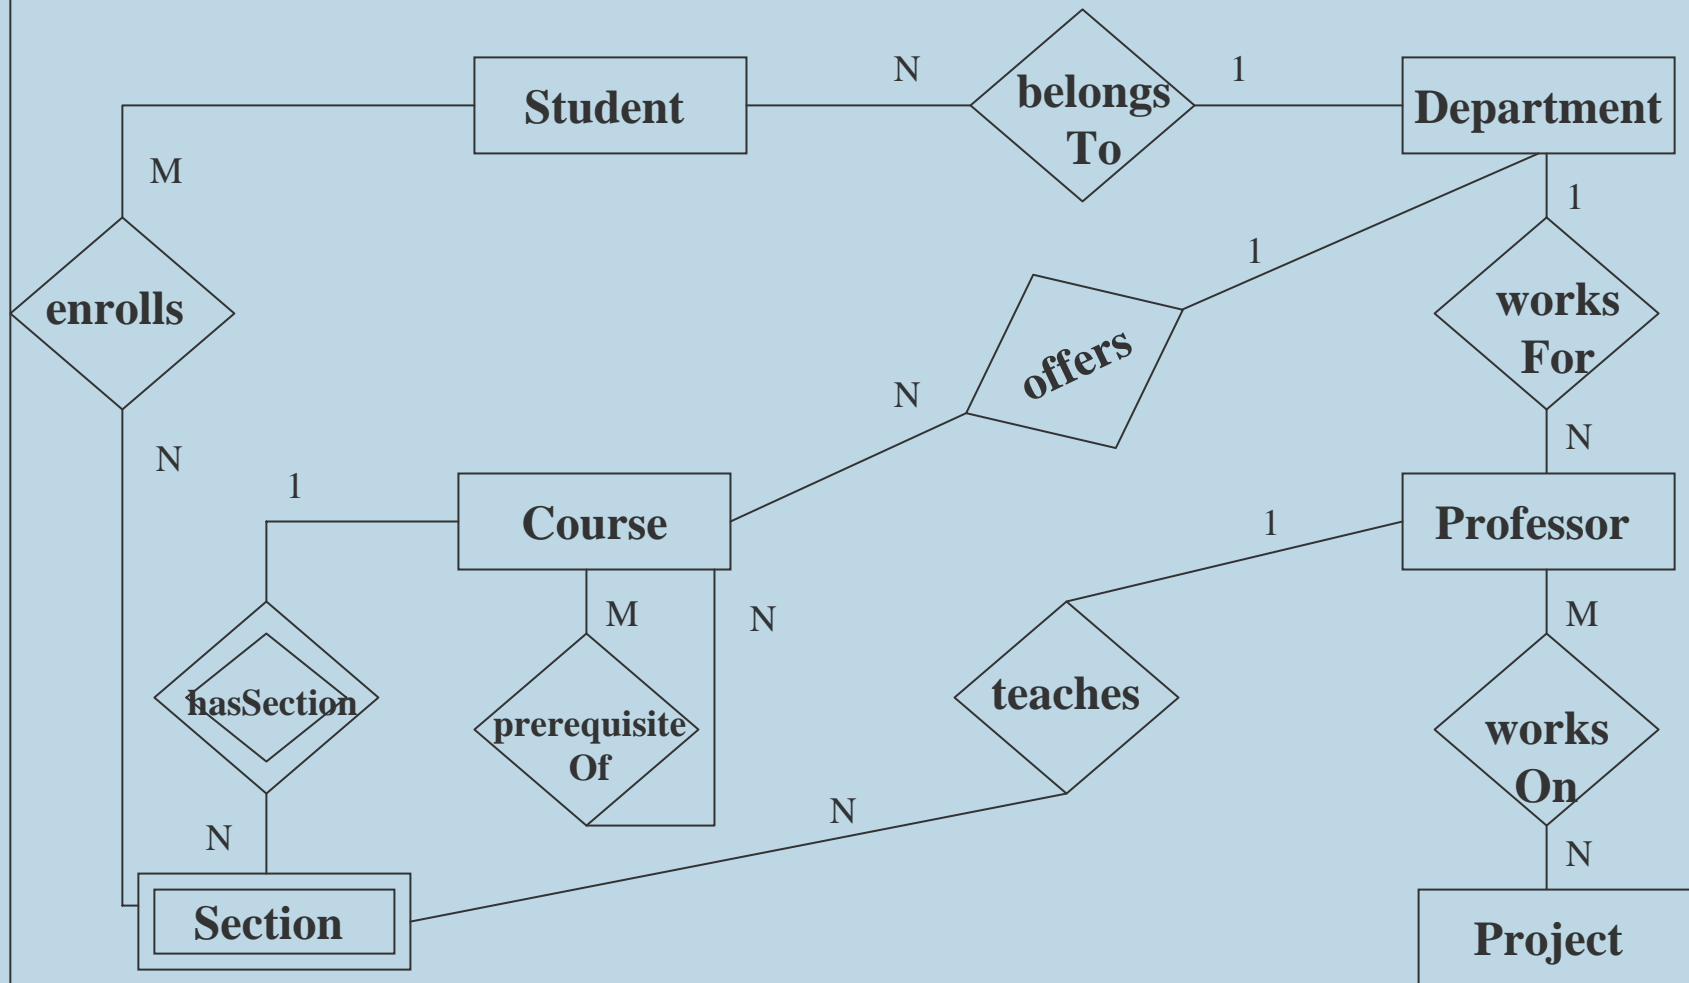 N
1
Student
belongs
To
Department
M
1
1
enrolls
works
For
offers
N
N
N
1
Course
1
Professor
M
N
M
hasSection
prerequisite
Of
teaches
works
On
N
N
N
Section
Project